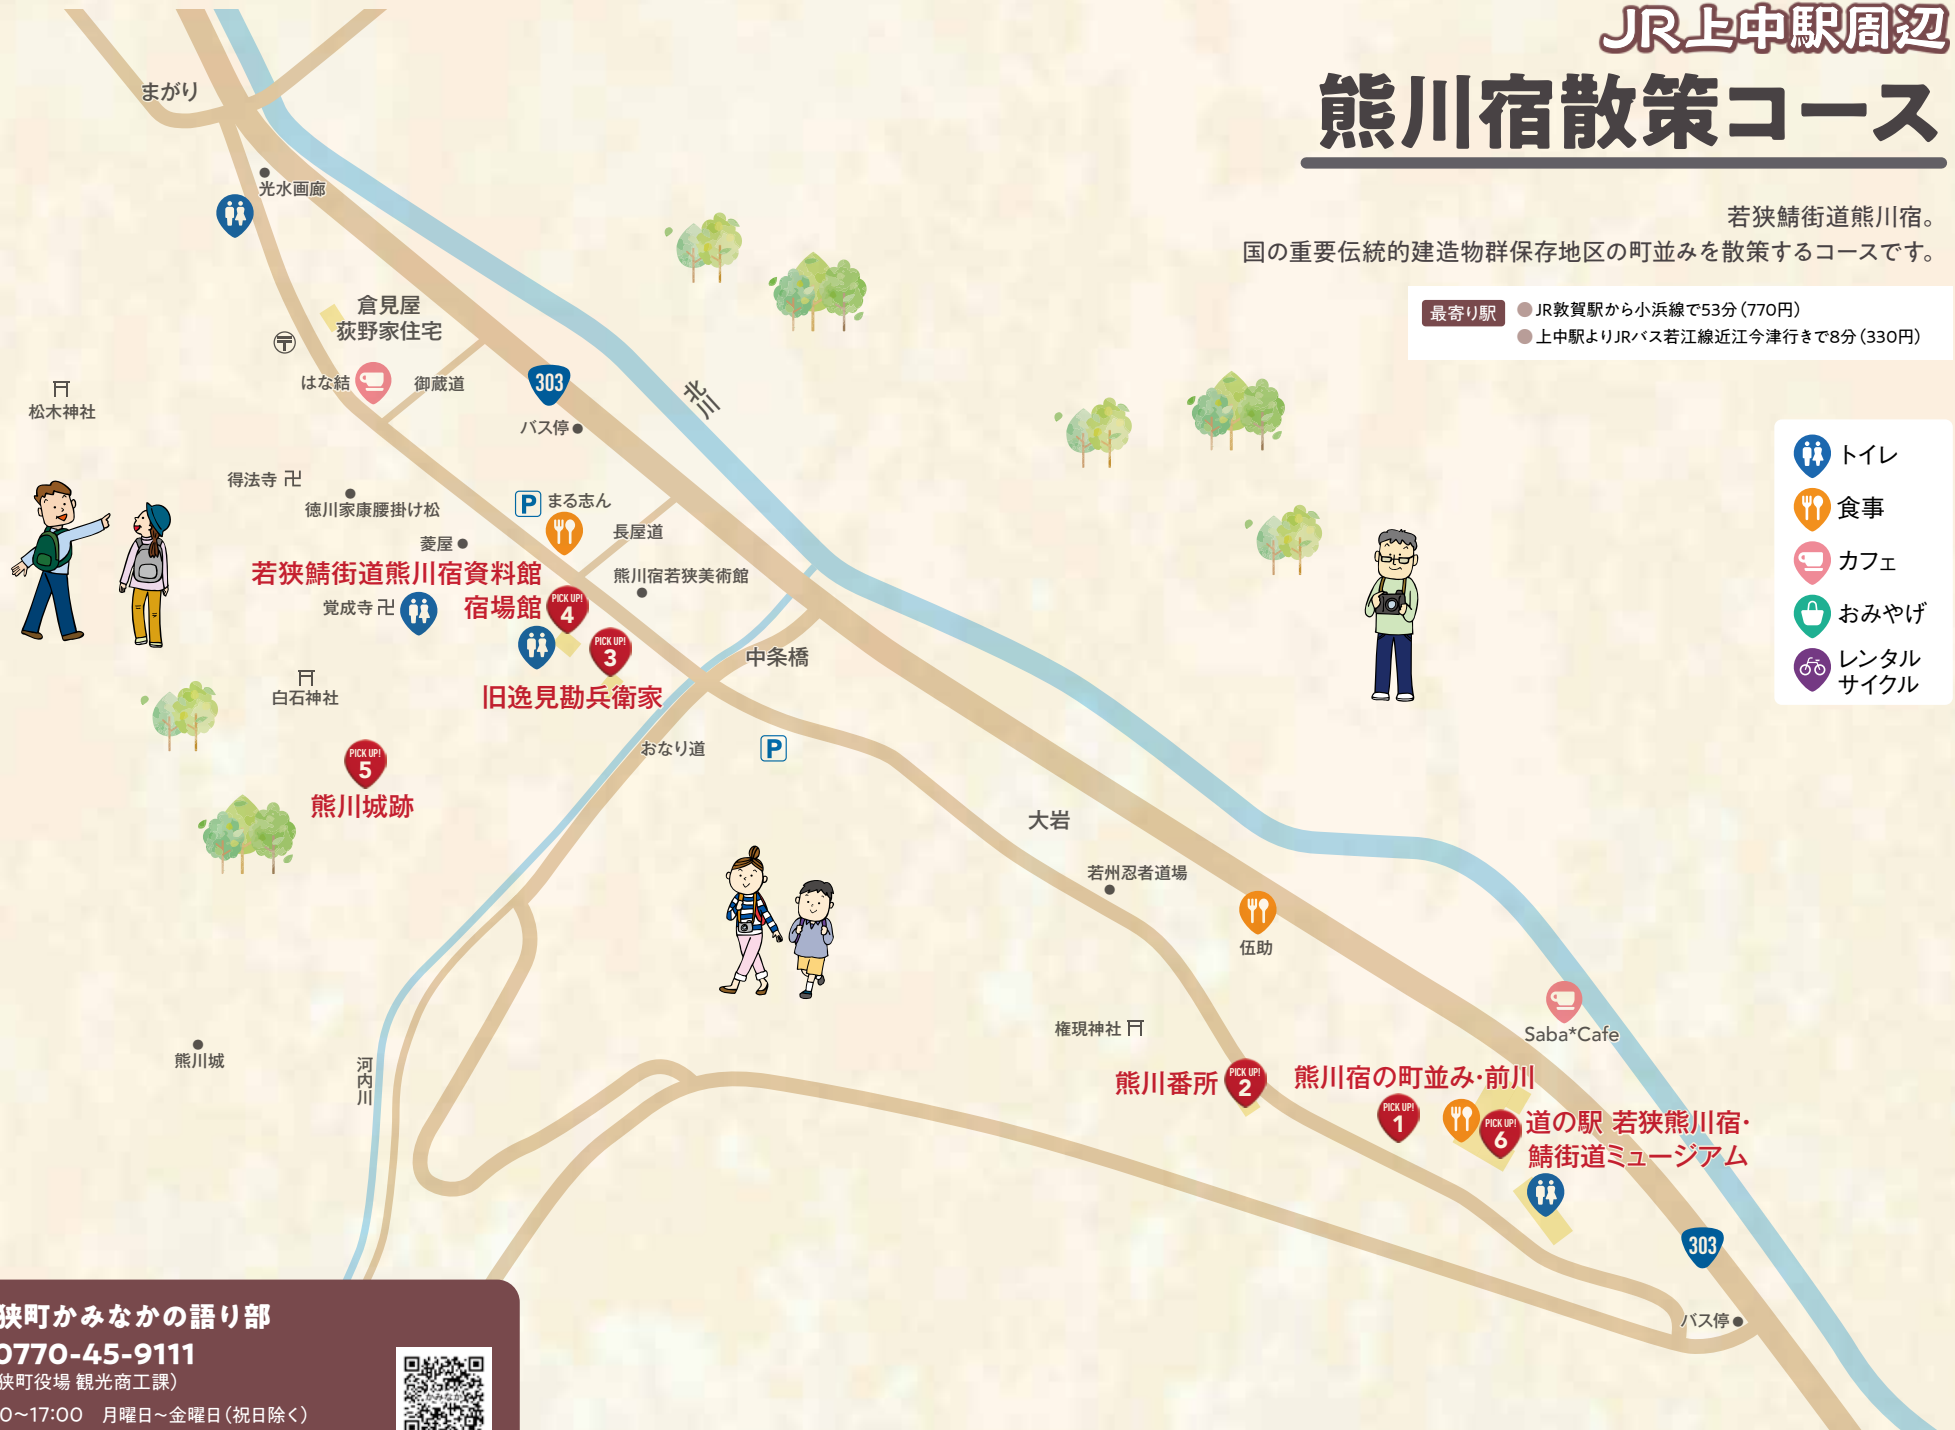 JR上中駅周辺
熊川宿散策コース
若狭鯖街道熊川宿。
国の重要伝統的建造物群保存地区の町並みを散策するコースです。
最寄り駅
●JR敦賀駅から小浜線で53分（770円）
●上中駅よりJRバス若江線近江今津行きで8分（330円）
トイレ
食事
カフェ
おみやげ
レンタル
サイクル
まがり
光水画廊
倉見屋
荻野家住宅
はな結
御蔵道
303
バス停
北川
松木神社
得法寺
徳川家康腰掛け松
P
まる志ん
長屋道
菱屋
若狭鯖街道熊川宿資料館
宿場館
PICK UP!
4
熊川宿若狭美術館
覚成寺
PICK UP!
3
旧逸見勘兵衛家
中条橋
白石神社
おなり道
P
PICK UP!
5
熊川城跡
大岩
若州忍者道場
伍助
Saba*Cafe
権現神社
熊川城
河内川
熊川番所
PICK UP!
2
熊川宿の町並み・前川
PICK UP!
1
PICK UP!
6
道の駅 若狭熊川宿・
鯖街道ミュージアム
303
バス停
狭町かみなかの語り部
0770-45-9111
狭町役場 観光商工課）
0～17:00　月曜日～金曜日（祝日除く）
かみなか